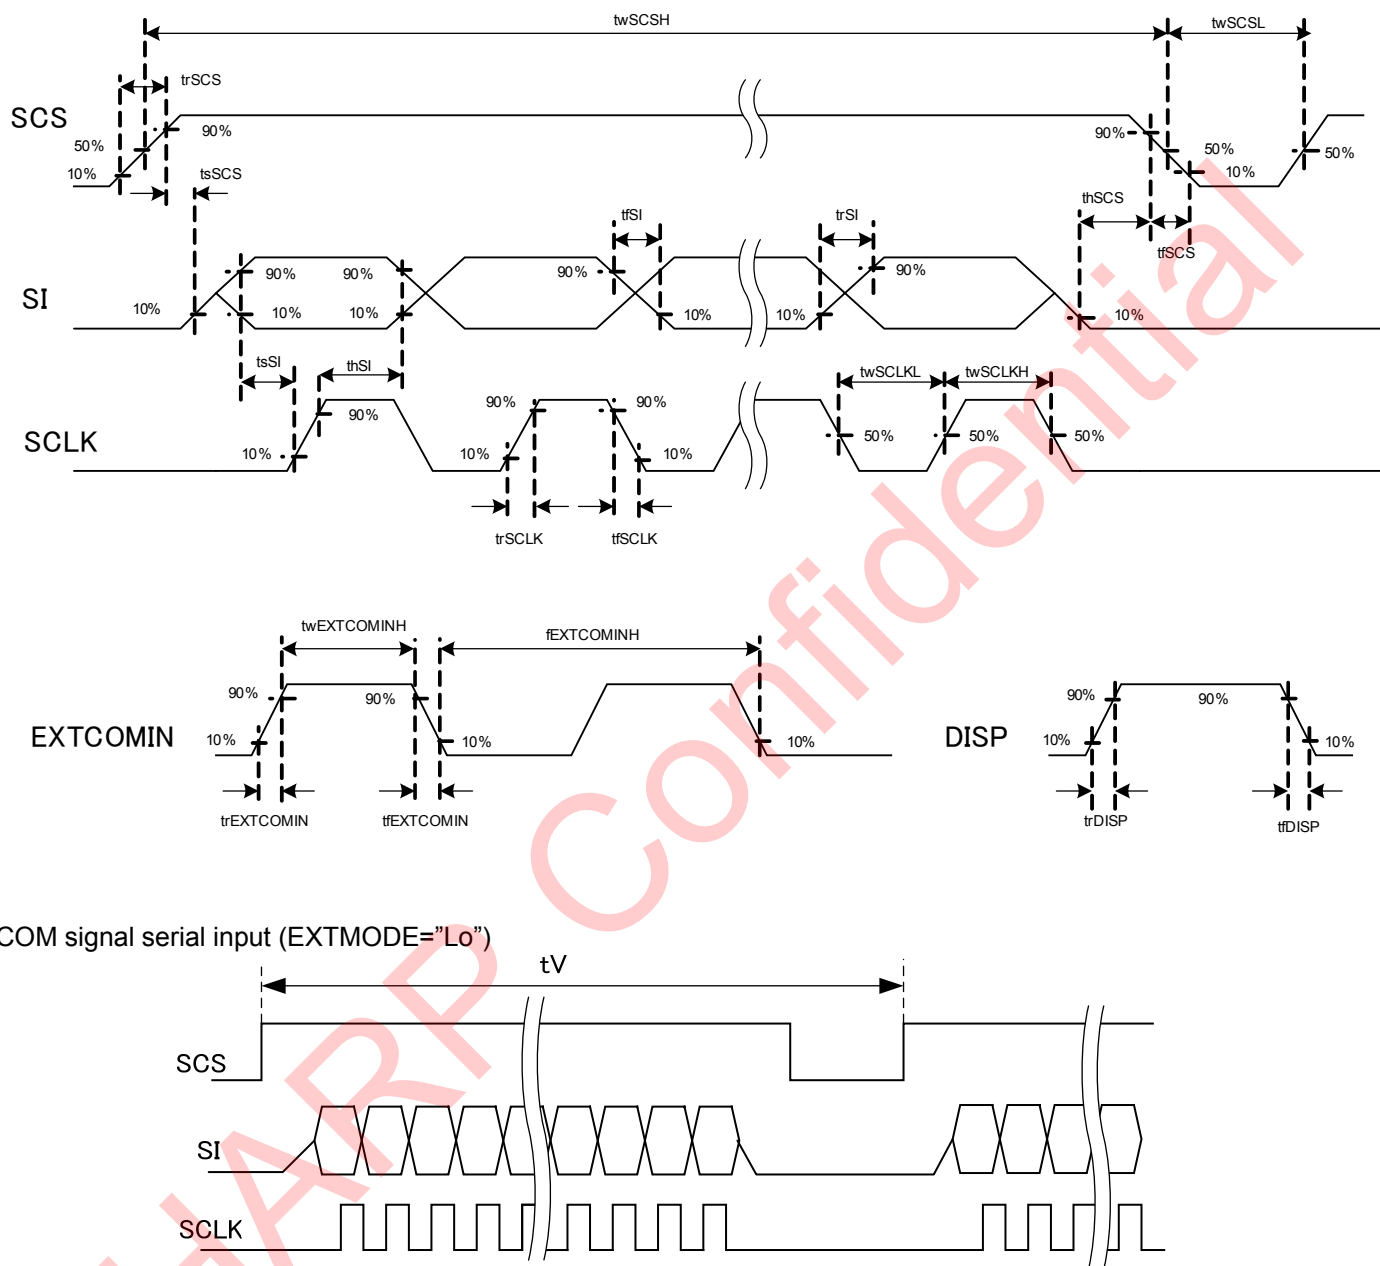 twSCSH twSCSL
trSCS
SCS
90% 90%
50% 50% 50%
10% 10%
tsSCS thSCS
tfSCS
tfSI trSI
90% 90% 90% 90%
SI
10% 10% 10% 10% 10% 10%
tsSI thSI twSCLKL twSCLKH
90% 90% 90%
SCLK
50% 50% 50%
10% 10% 10%
trSCLK tfSCLK
twEXTCOMINH fEXTCOMINH
90% 90% 90% 90%
EXTCOMIN DISP
10% 10% 10% 10% 10%
trEXTCOMIN tfEXTCOMIN trDISP tfDISP
COM signal serial input (EXTMODE=”Lo”)
tV
SCS
SI
SCLK
HARP Confidential